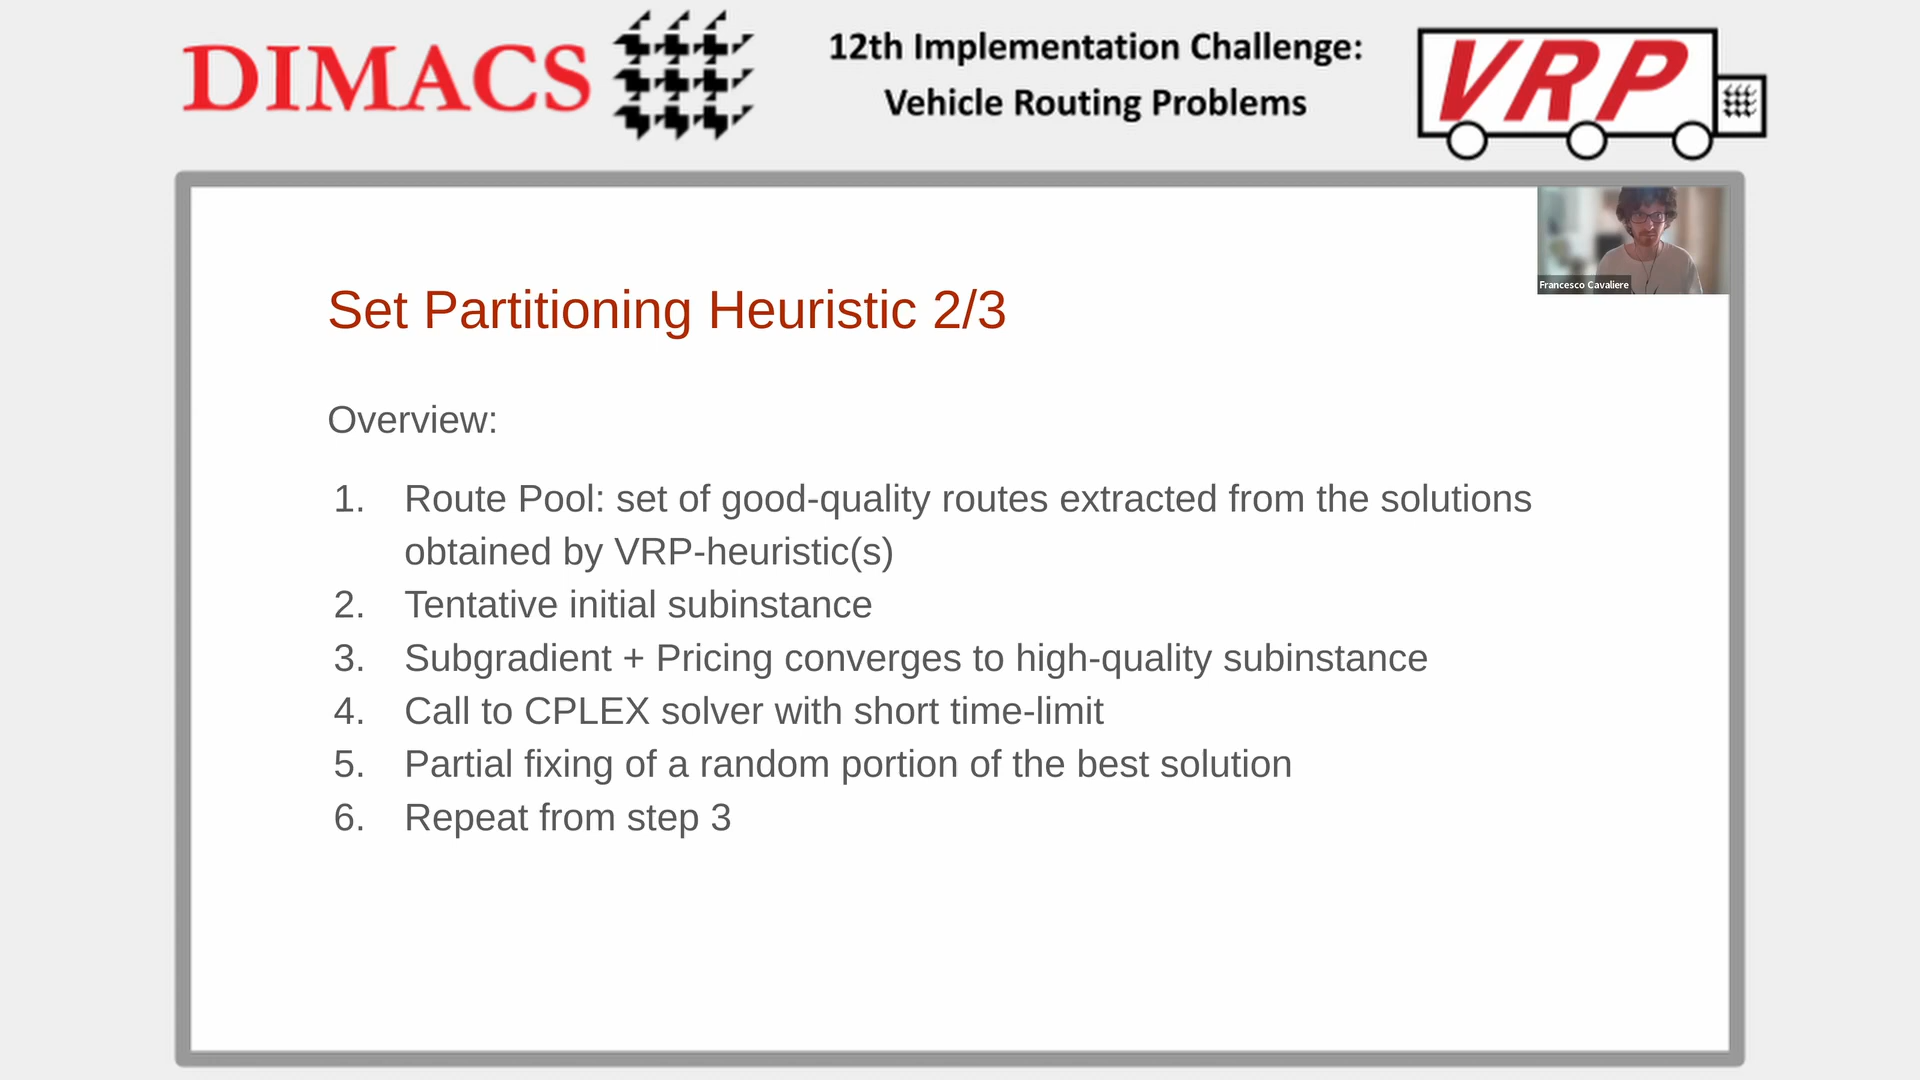 DIMACS
12th Implementation Challenge:
Vehicle Routing Problems
VRP
Francesco Cavaliere
Set Partitioning Heuristic 2/3
Overview:
1. Route Pool: set of good-quality routes extracted from the solutions
obtained by VRP-heuristic(s)
2. Tentative initial subinstance
3. Subgradient + Pricing converges to high-quality subinstance
4. Call to CPLEX solver with short time-limit
5. Partial fixing of a random portion of the best solution
6. Repeat from step 3